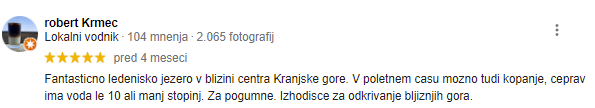 robert Krmec
Lokalni vodnik · 104 mnenja · 2.065 fotografij
pred 4 meseci
Fantasticno ledenisko jezero v blizini centra Kranjske gore. V poletnem casu mozno tudi kopanje, ceprav
ima voda le 10 ali manj stopinj. Za pogumne. Izhodisce za odkrivanje bljiznjih gora.